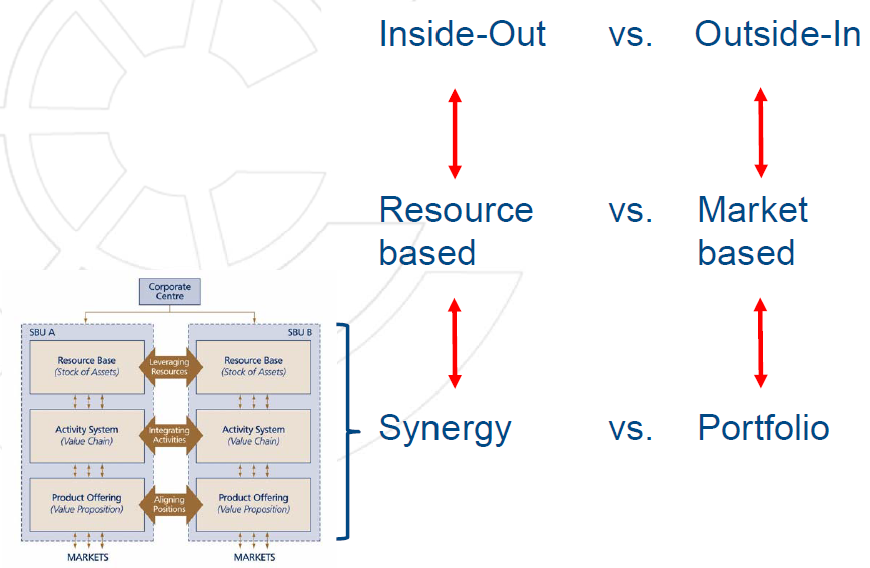 Inside-Out vs. Outside-In
Resource vs. Market
based based
Synergy vs. Portfolio
Corporate
Centre
SBU A SBU B
Resource Base Leveraging Resource Base
(Stock of Assets) Resources (Stock of Assets)
Activity System Integrating Activity System
(Value Chain) Activities (Value Chain)
Product Offering Aligning Product Offering
(Value Proposition) Positions (Value Proposition)
MARKETS MARKETS